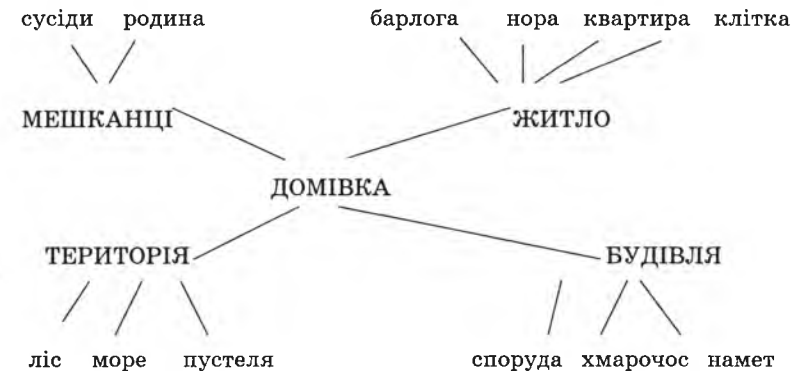 сусіди родина барлога нора квартира клітка
МЕШКАНЦІ ЖИТЛО
ДОМІВКА
ТЕРИТОРІЯ БУДІВЛЯ
ліс море пустеля споруда хмарочос намет